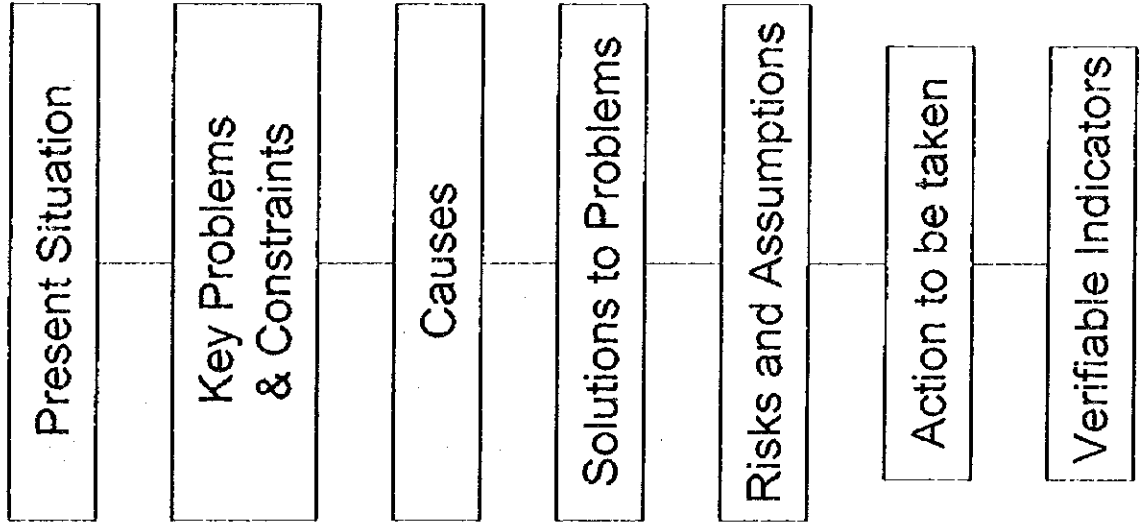 Present Situation
Key Problems
& Constraints
Causes
Solutions to Problems
Risks and Assumptions
Action to be taken
Verifiable Indicators